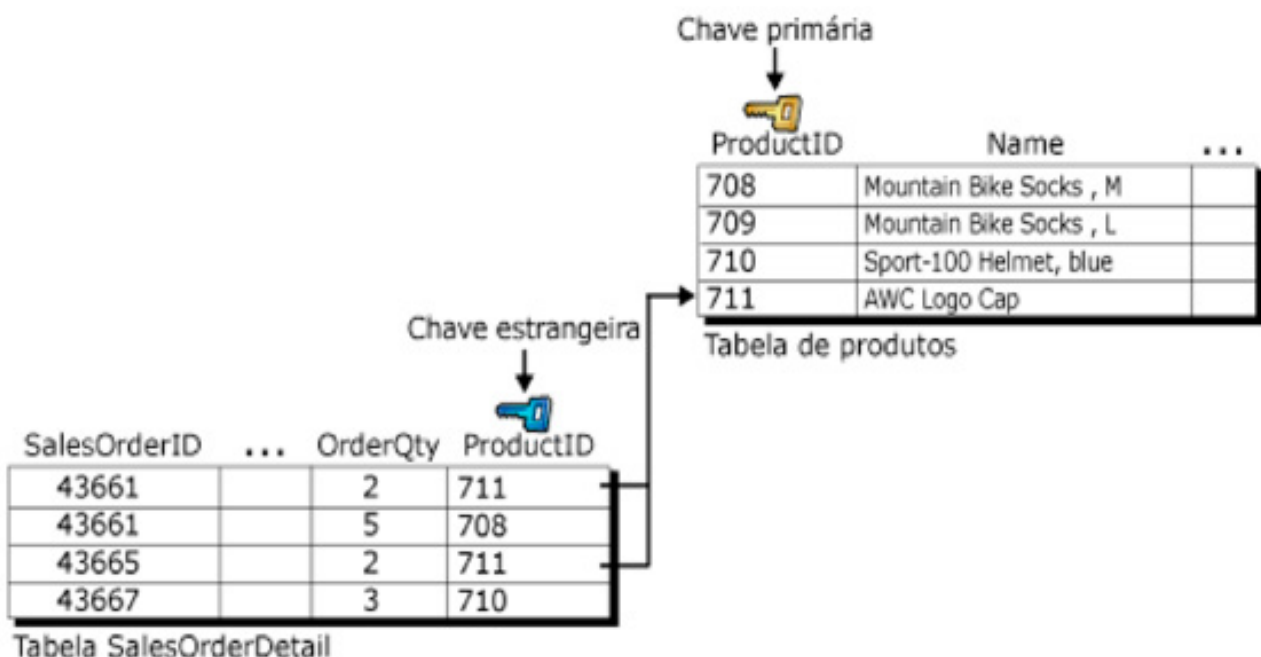 Chave primária
ProductID Name ...
708 Mountain Bike Socks , M
709 Mountain Bike Socks , L
710 Sport-100 Helmet, blue
711 AWC Logo Cap
Tabela de produtos
Chave estrangeira
SalesOrderID ... OrderQty ProductID
43661 2 711
43661 5 708
43665 2 711
43667 3 710
Tabela SalesOrderDetail